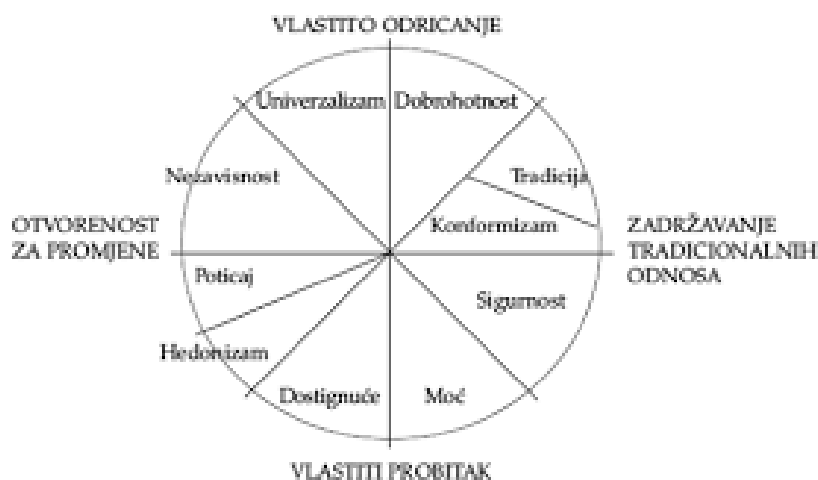 VLASTITO ODRICANJE
Univerzalizam
Dobrohotnost
Nezavisnost
Tradicija
Konformizam
OTVORENOST
ZA PROMJENE
ZADRŽAVANJE
TRADICIONALNIH
ODNOSA
Poticaj
Sigurnost
Hedonizam
Dostignuće
Moć
VLASTITI PROBITAK